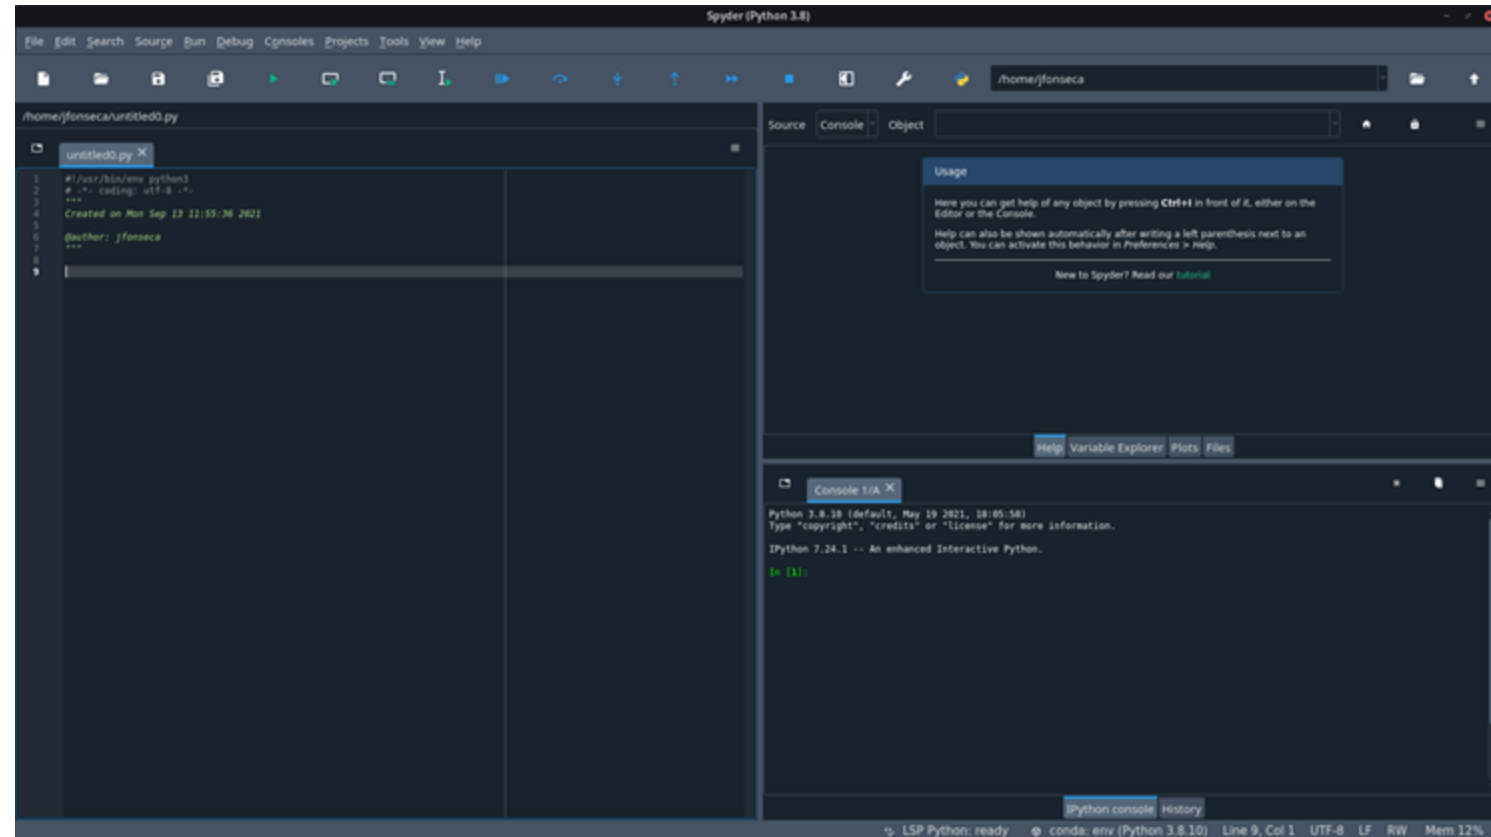 Spyder (Python 3.8)
File Edit Search Source Run Debug Consoles Projects Tools View Help
/home/jfonseca
/home/jfonseca/untitled0.py
untitled0.py
1 #!/usr/bin/env python3
2 # -*- coding: utf-8 -*-
3 """
4 Created on Mon Sep 13 11:55:36 2021
5
6 @author: jfonseca
7 """
8
9
Source Console Object
Usage
Here you can get help of any object by pressing Ctrl+I in front of it, either on the
Editor or the Console.
Help can also be shown automatically after writing a left parenthesis next to an
object. You can activate this behavior in Preferences > Help.
New to Spyder? Read our tutorial
Help Variable Explorer Plots Files
Console 1/A
Python 3.8.10 (default, May 19 2021, 18:05:58)
Type "copyright", "credits" or "license" for more information.
IPython 7.24.1 -- An enhanced Interactive Python.
In [1]:
IPython console History
LSP Python: ready conda: env (Python 3.8.10) Line 9, Col 1 UTF-8 LF RW Mem 12%